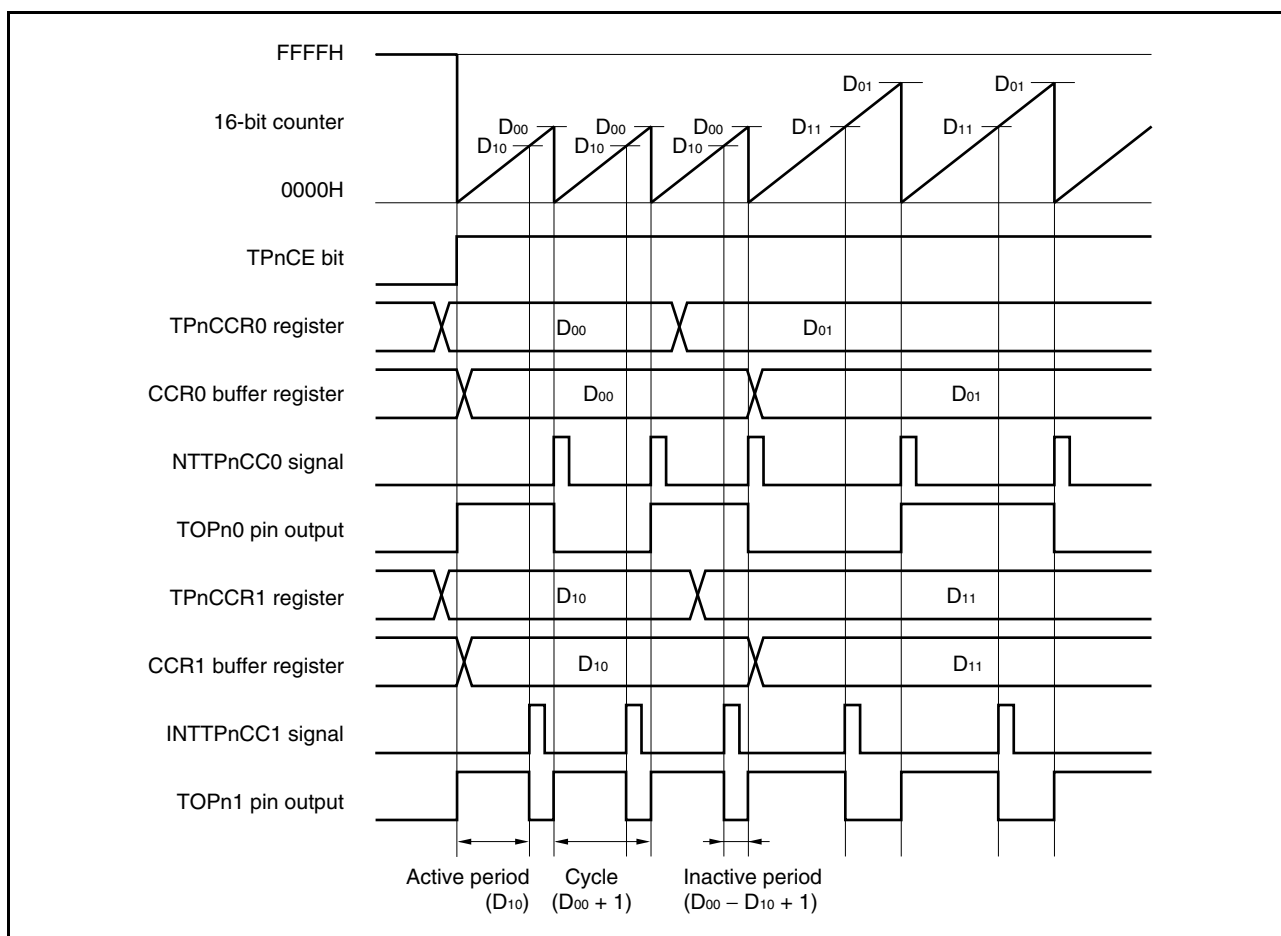 FFFFH
D01 D01
16-bit counter
D00 D00 D00 D11 D11
D10 D10 D10
0000H
TPnCE bit
TPnCCR0 register
D00 D01
CCR0 buffer register
D00 D01
NTTPnCC0 signal
TOPn0 pin output
TPnCCR1 register
D10 D11
CCR1 buffer register
D10 D11
INTTPnCC1 signal
TOPn1 pin output
Active period Cycle Inactive period
(D10) (D00 + 1) (D00 − D10 + 1)